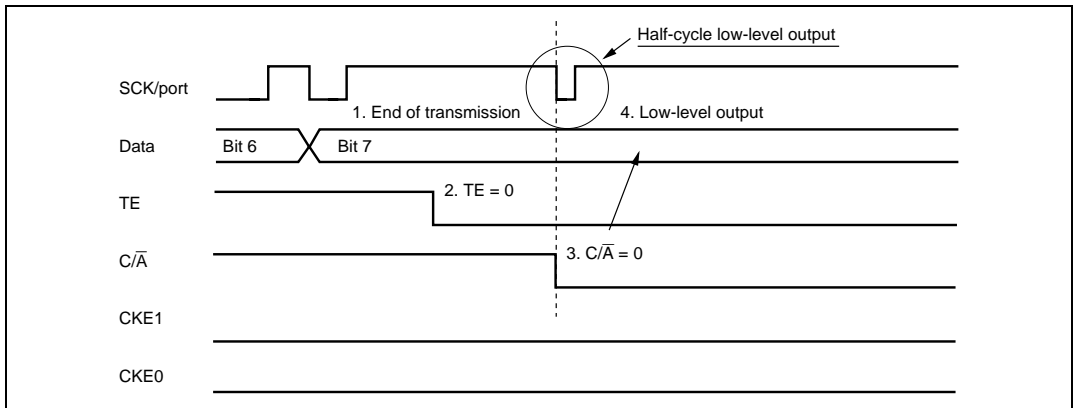 Half-cycle low-level output
SCK/port
1. End of transmission
4. Low-level output
Data
Bit 6
Bit 7
TE
2. TE = 0
C/A̅
3. C/A̅ = 0
CKE1
CKE0